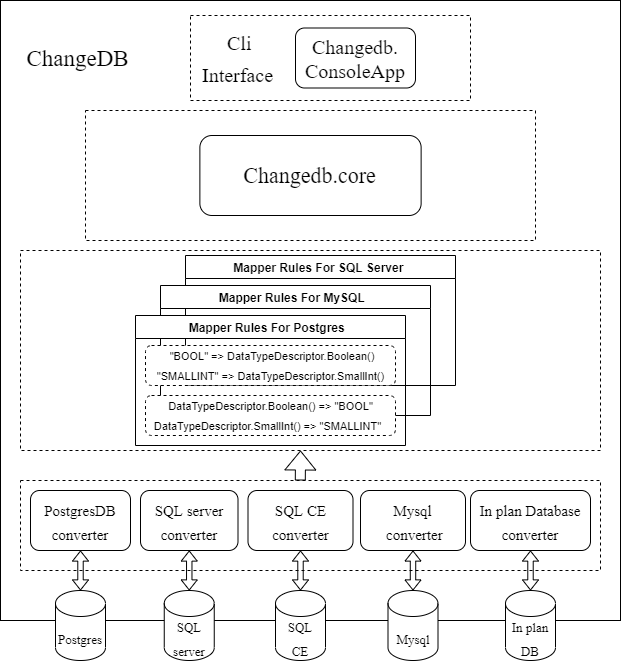 ChangeDB
Cli
Interface
Changedb.
ConsoleApp
Changedb.core
Mapper Rules For SQL Server
Mapper Rules For MySQL
Mapper Rules For Postgres
"BOOL" => DataTypeDescriptor.Boolean()
"SMALLINT" => DataTypeDescriptor.SmallInt()
DataTypeDescriptor.Boolean() => "BOOL"
DataTypeDescriptor.SmallInt() => "SMALLINT"
PostgresDB
converter
SQL server
converter
SQL CE
converter
Mysql
converter
In plan Database
converter
Postgres
SQL
server
SQL
CE
Mysql
In plan
DB